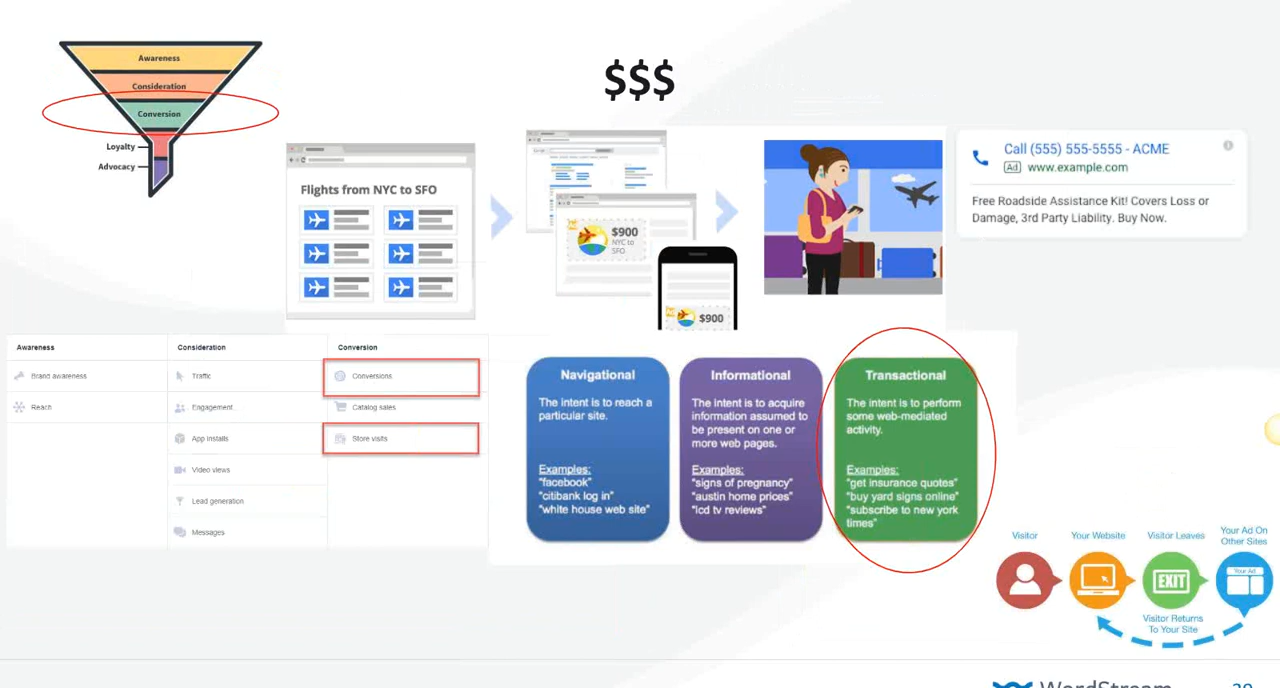 $$$
Awareness
Consideration
Conversion
Loyalty
Advocacy
Flights from NYC to SFO
$900
NYC to
SFO
$900
Call (555) 555-5555 - ACME
Ad www.example.com
Free Roadside Assistance Kit! Covers Loss or
Damage, 3rd Party Liability. Buy Now.
Awareness
Brand awareness
Reach
Consideration
Traffic
Engagement
App installs
Video views
Lead generation
Messages
Conversion
Conversions
Catalog sales
Store visits
Navigational
The intent is to reach a
particular site.
Examples:
"facebook"
"citibank log in"
"white house web site"
Informational
The intent is to acquire
information assumed to
be present on one or
more web pages.
Examples:
"signs of pregnancy"
"austin home prices"
"lcd tv reviews"
Transactional
The intent is to perform
some web-mediated
activity.
Examples:
"get insurance quotes"
"buy yard signs online"
"subscribe to new york
times"
Visitor
Your Website
Visitor Leaves
Your Ad On
Other Sites
EXIT
Your Ad
Visitor Returns
To Your Site
WordStream